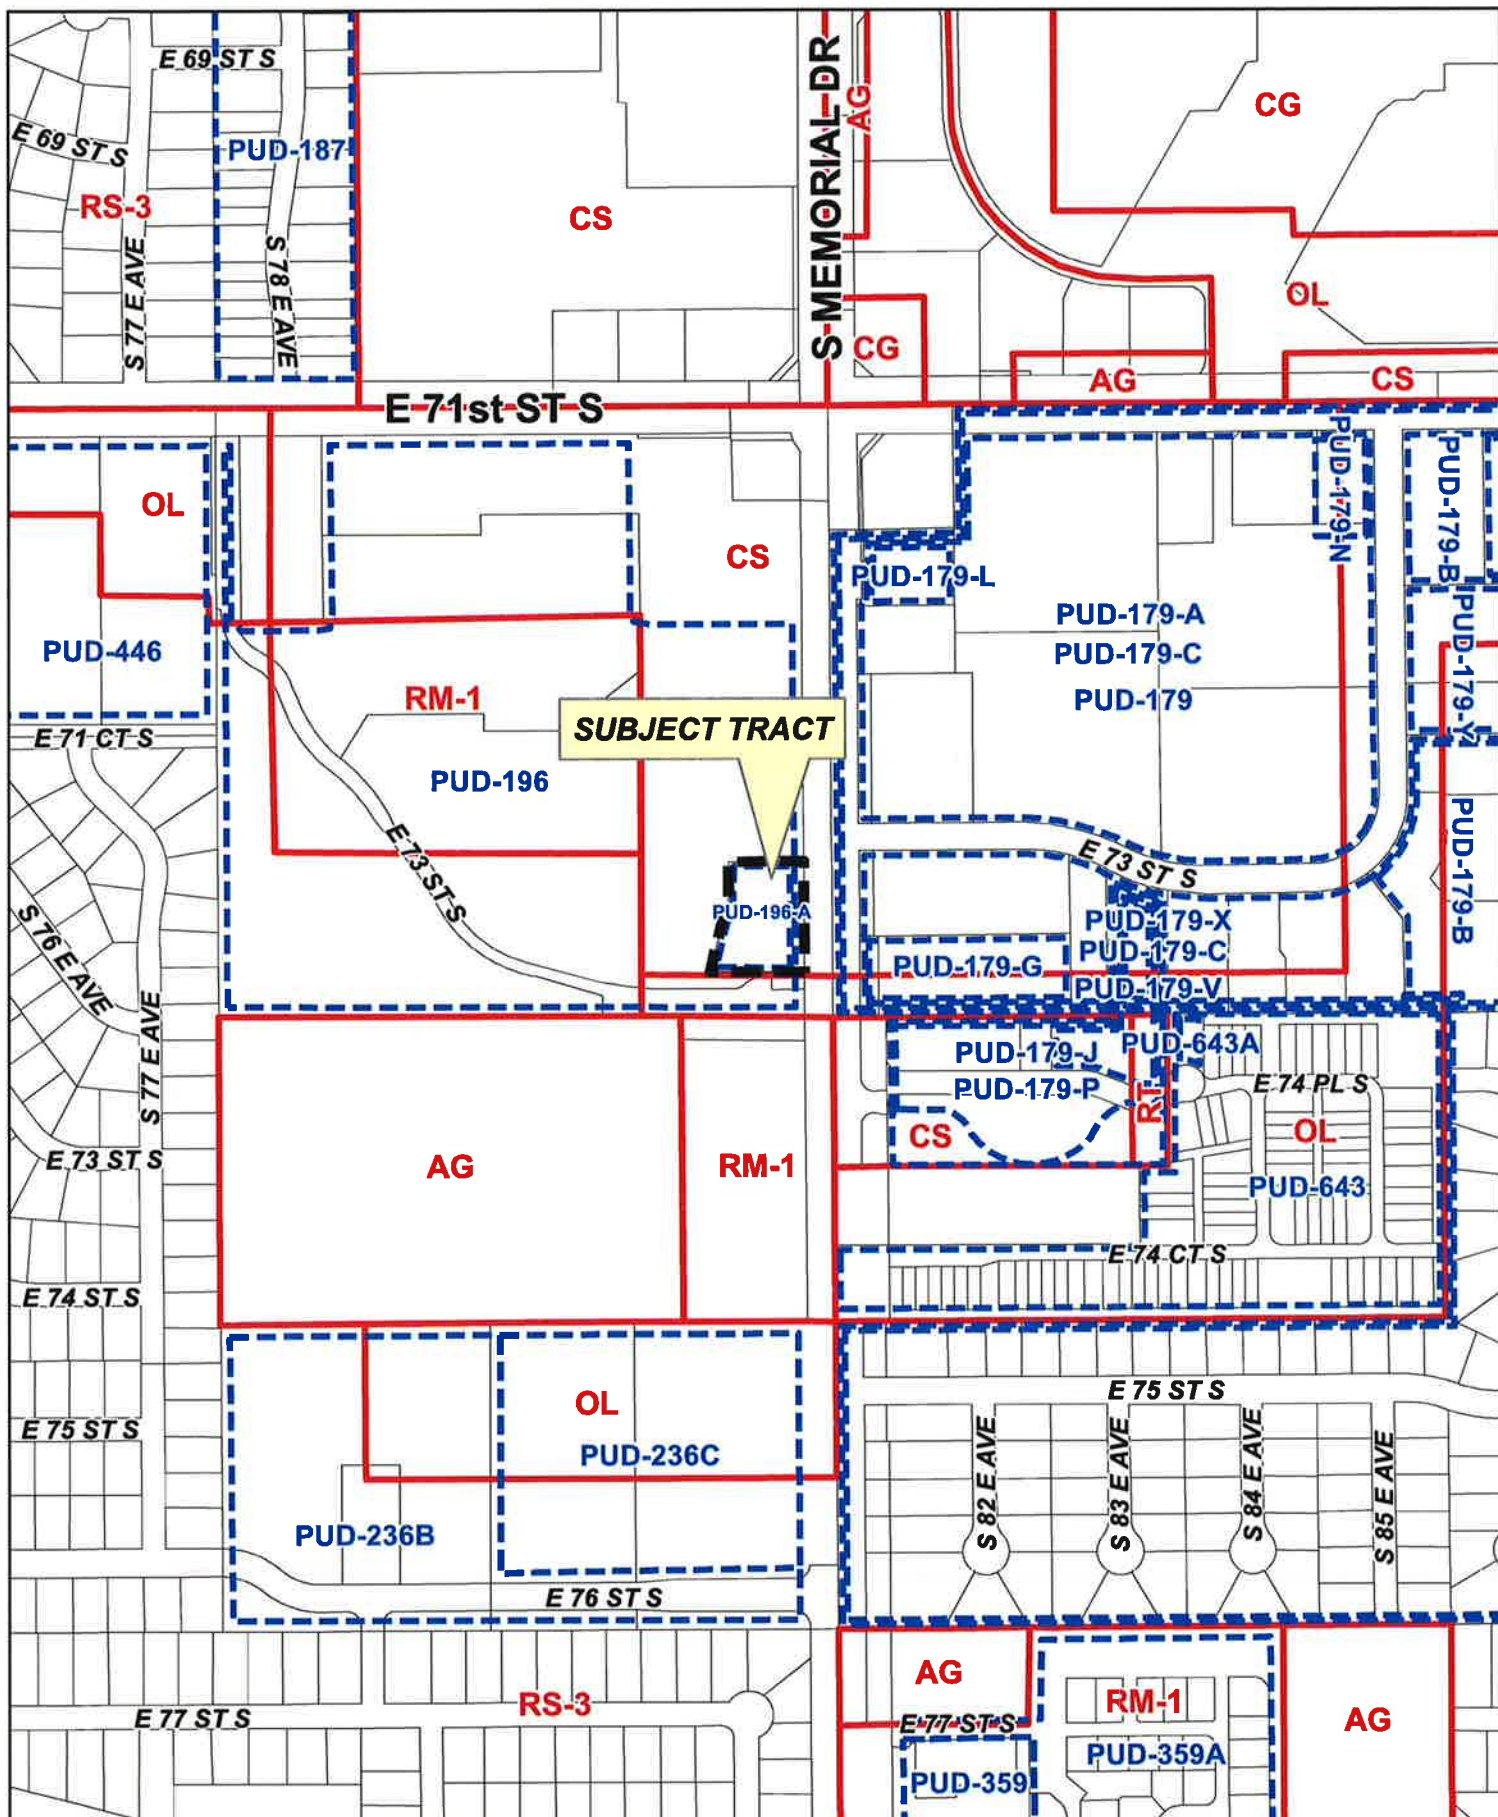 E 69 ST S
S MEMORIAL DR
AG
CG
E 69 ST S
PUD-187
RS-3
CS
S 77 E AVE
S 78 E AVE
OL
CG
AG
CS
E 71st ST S
PUD-179-N
PUD-179-B
OL
CS
PUD-179-L
PUD-179-A
PUD-446
PUD-179-C
PUD-179-Y
RM-1
PUD-179
SUBJECT TRACT
E 71 CT S
PUD-196
E 73 ST S
E 73 ST S
PUD-179-B
PUD-196-A
PUD-179-X
S 76 E AVE
PUD-179-G
PUD-179-C
PUD-179-V
S 77 E AVE
PUD-179-J
PUD-643A
PUD-179-P
E 74 PL S
RT
CS
OL
E 73 ST S
AG
RM-1
PUD-643
E 74 CT S
E 74 ST S
E 75 ST S
OL
E 75 ST S
PUD-236C
S 82 E AVE
S 83 E AVE
S 84 E AVE
S 85 E AVE
PUD-236B
E 76 ST S
AG
RS-3
RM-1
E 77 ST S
E 77 ST S
AG
PUD-359A
PUD-359